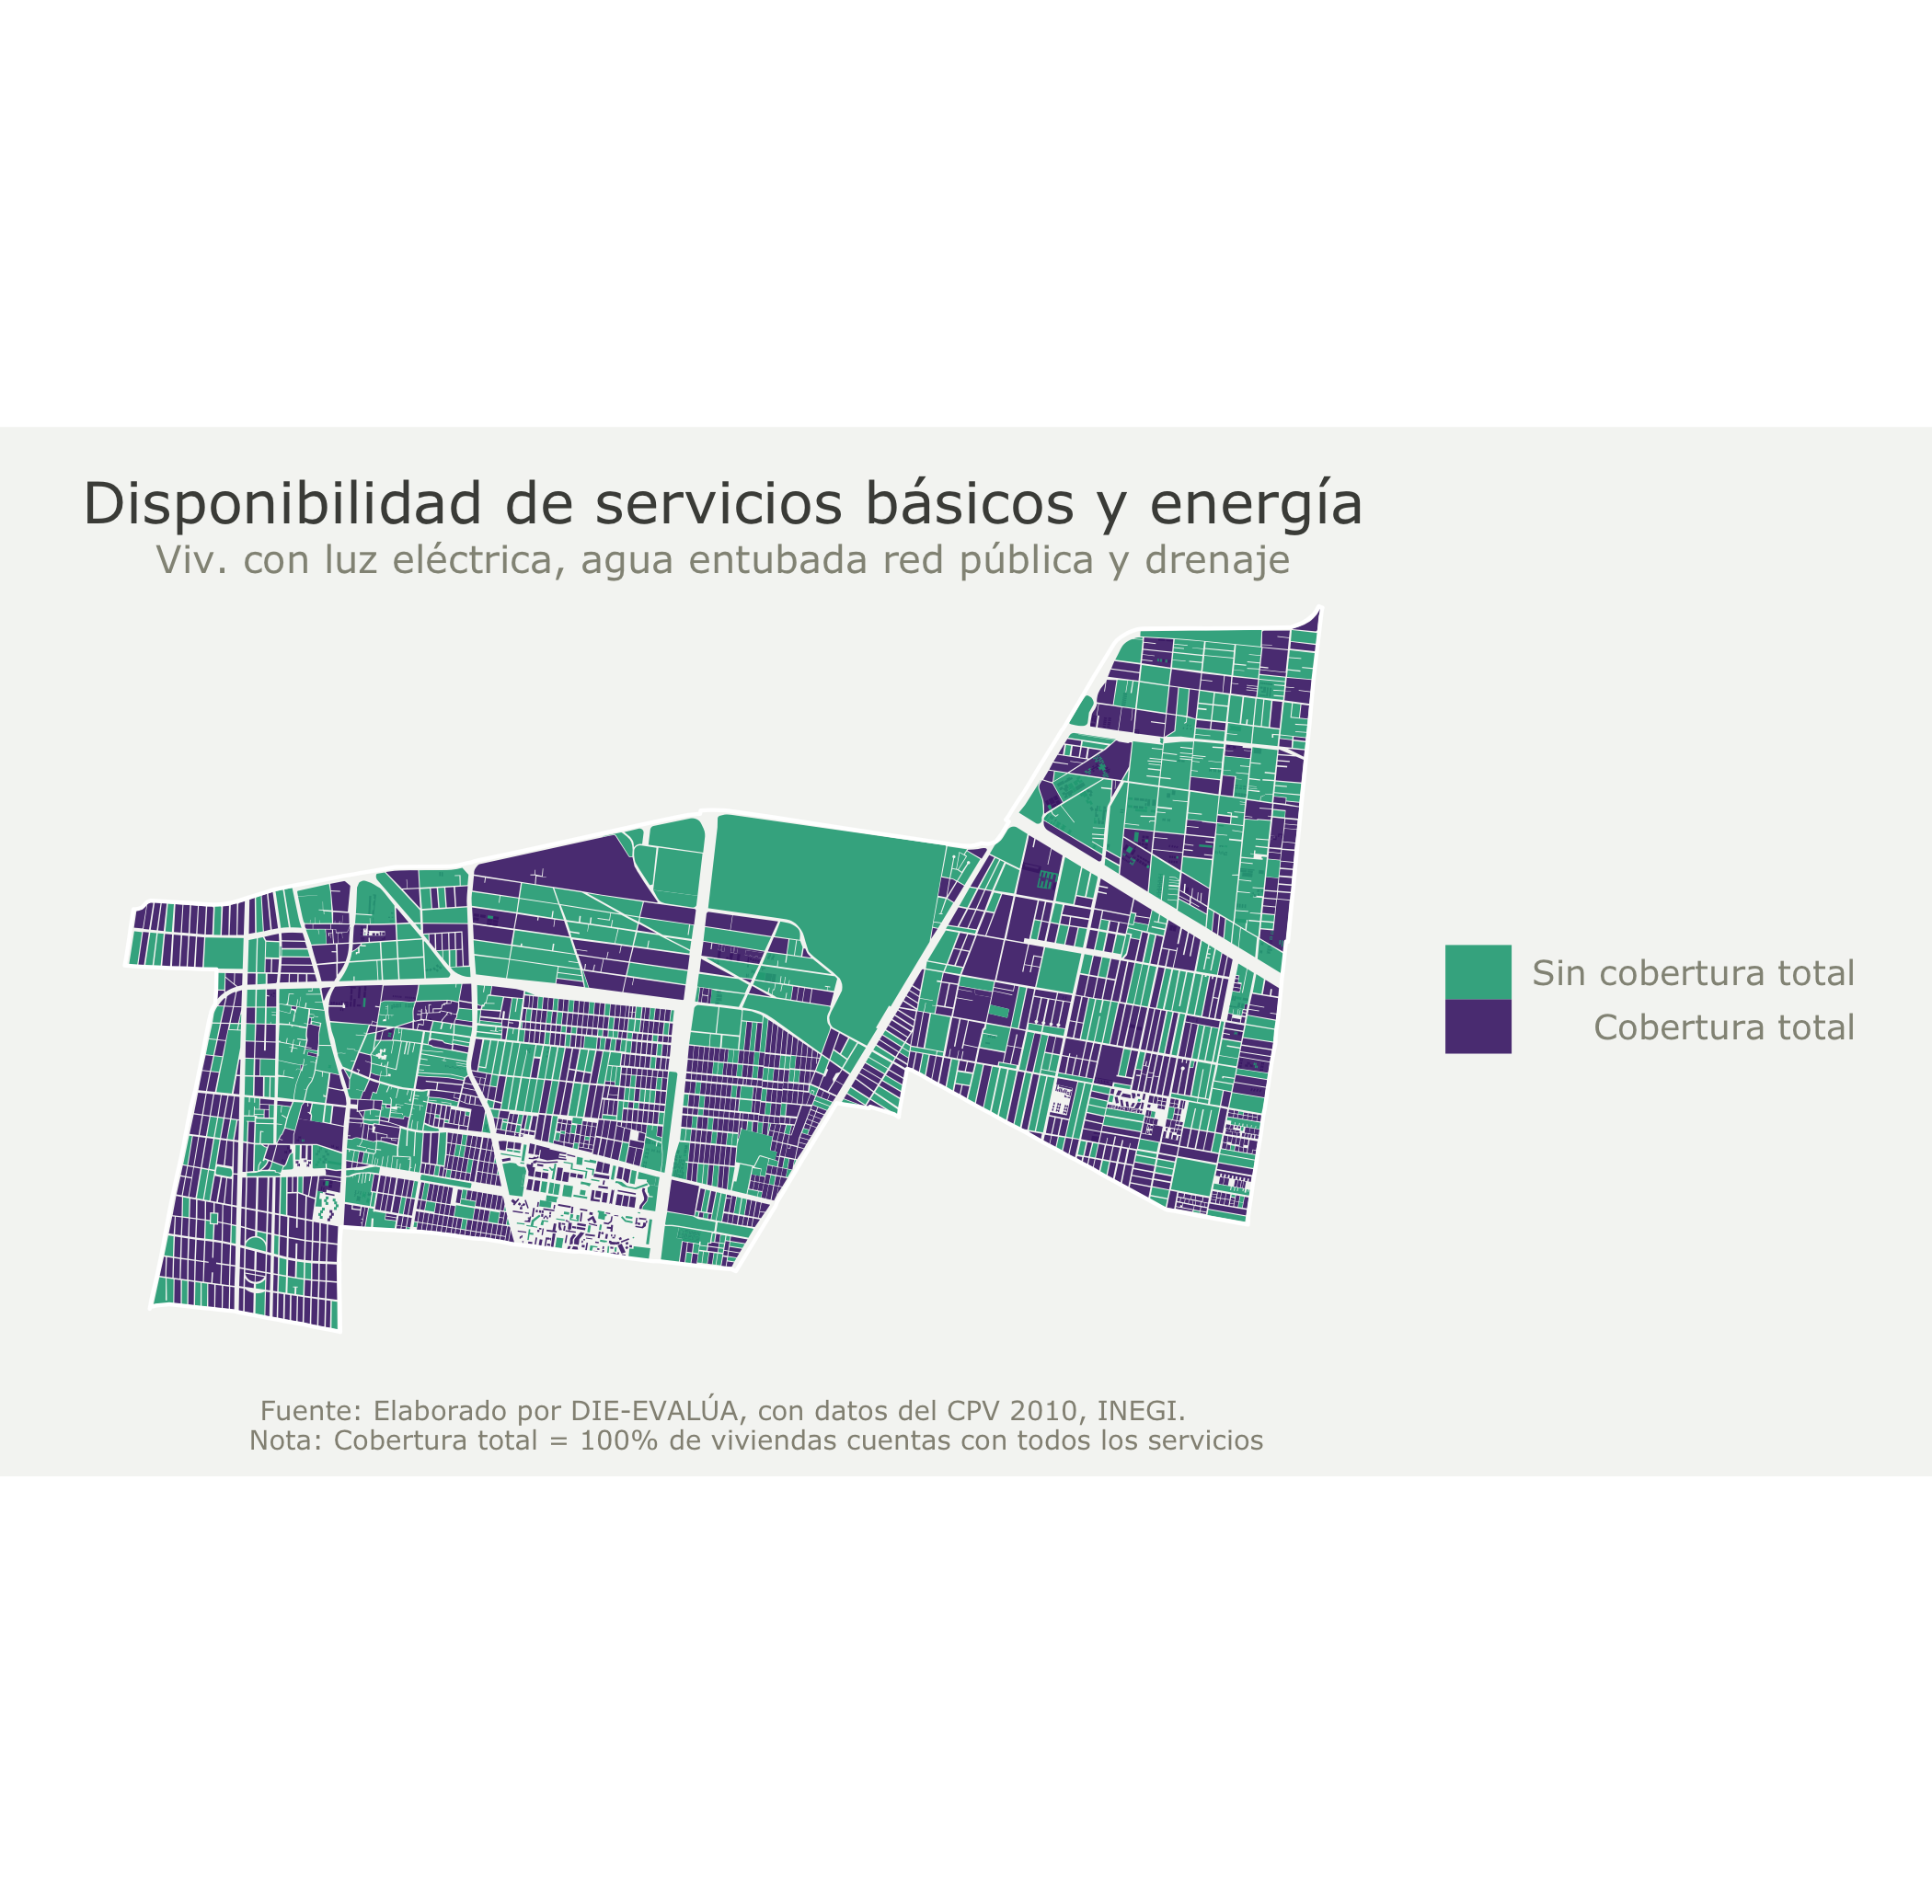 Disponibilidad de servicios básicos y energía
Viv. con luz eléctrica, agua entubada red pública y drenaje
Sin cobertura total
Cobertura total
Fuente: Elaborado por DIE-EVALÚA, con datos del CPV 2010, INEGI.
Nota: Cobertura total = 100% de viviendas cuentas con todos los servicios